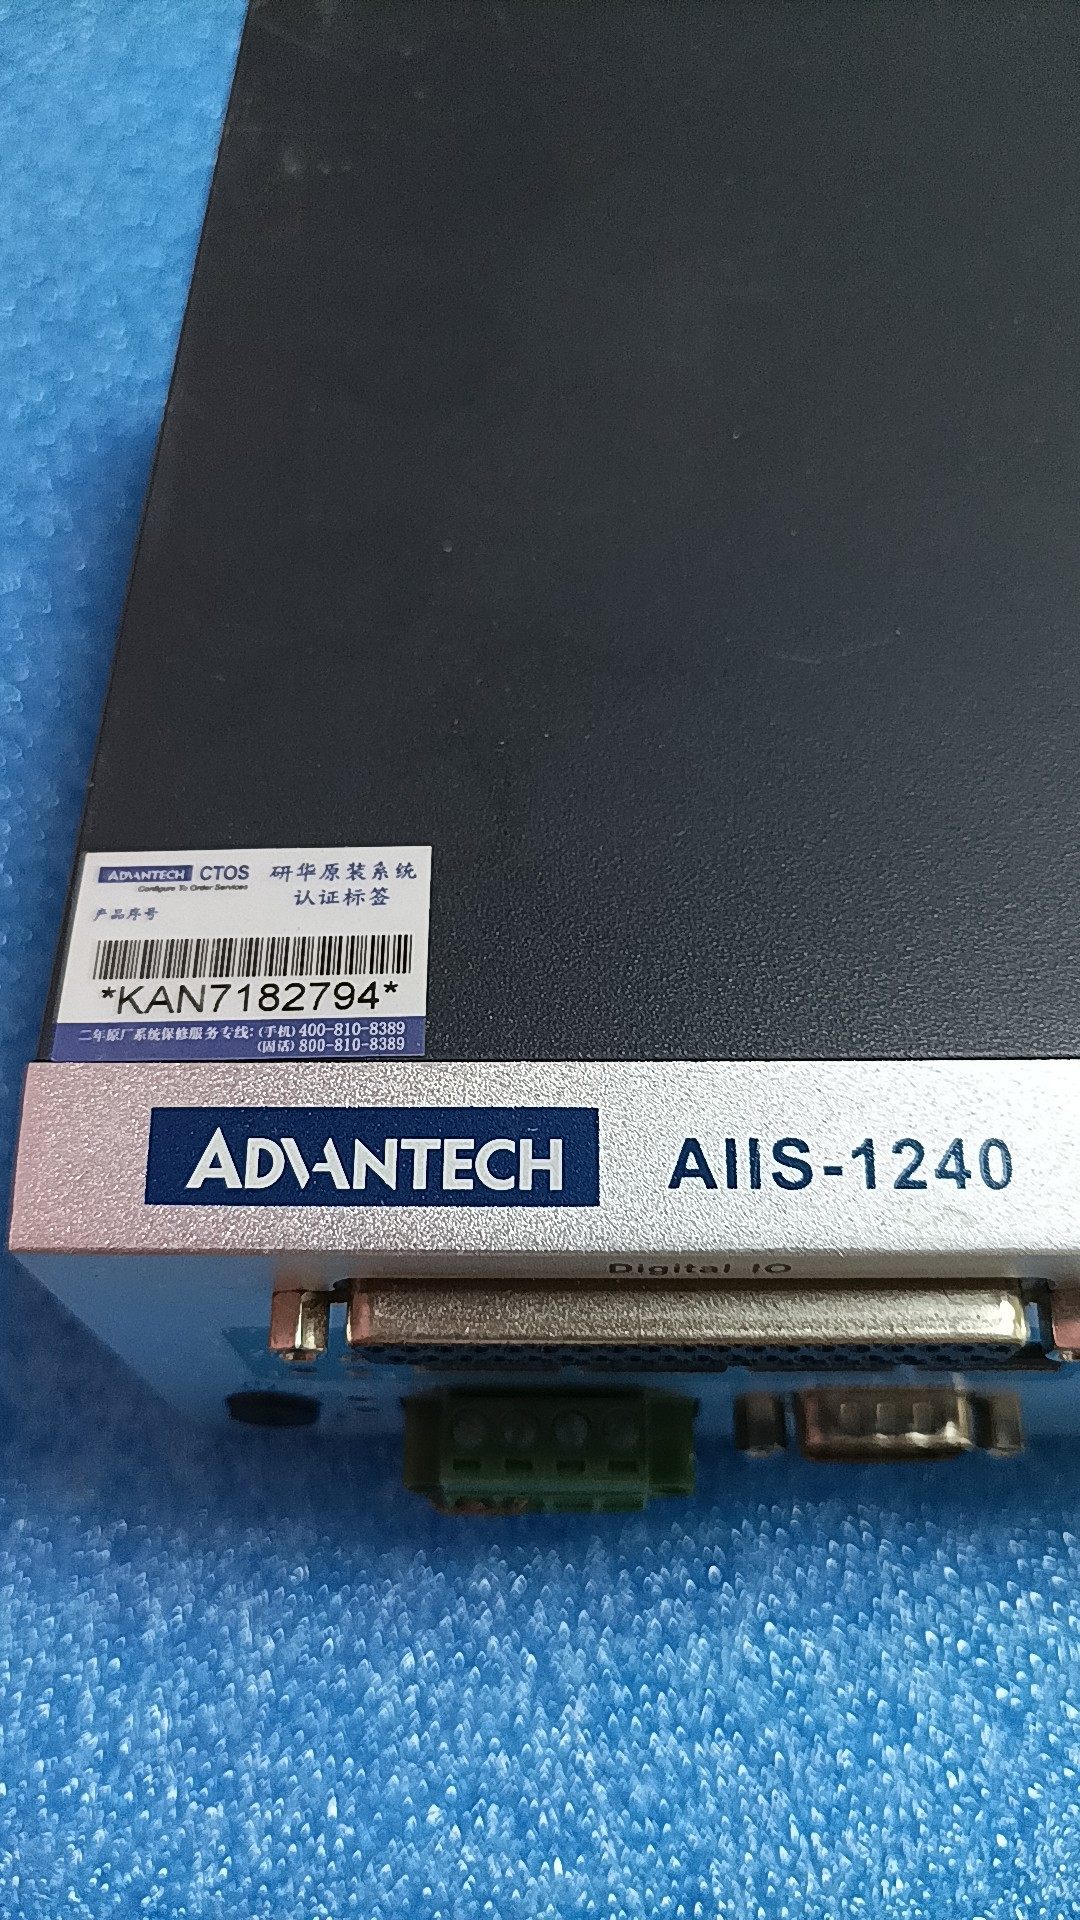 ADVANTECH CTOS 研华原装系统
Configure To Order Services 认证标签
产品序号
*KAN7182794*
二年原厂系统保修服务专线:(手机)400-810-8389
(固话)800-810-8389
ADVANTECH AIIS-1240
Digital IO